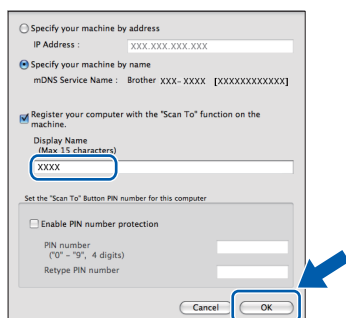 Specify your machine by address
IP Address : XXX.XXX.XXX.XXX
Specify your machine by name
mDNS Service Name : Brother XXX-XXXX [XXXXXXXXXXXX]
Register your computer with the "Scan To" function on the
machine.
Display Name
(Max 15 characters)
XXXX
Set the "Scan To" Button PIN number for this computer
Enable PIN number protection
PIN number
("0" - "9", 4 digits)
Retype PIN number
Cancel OK